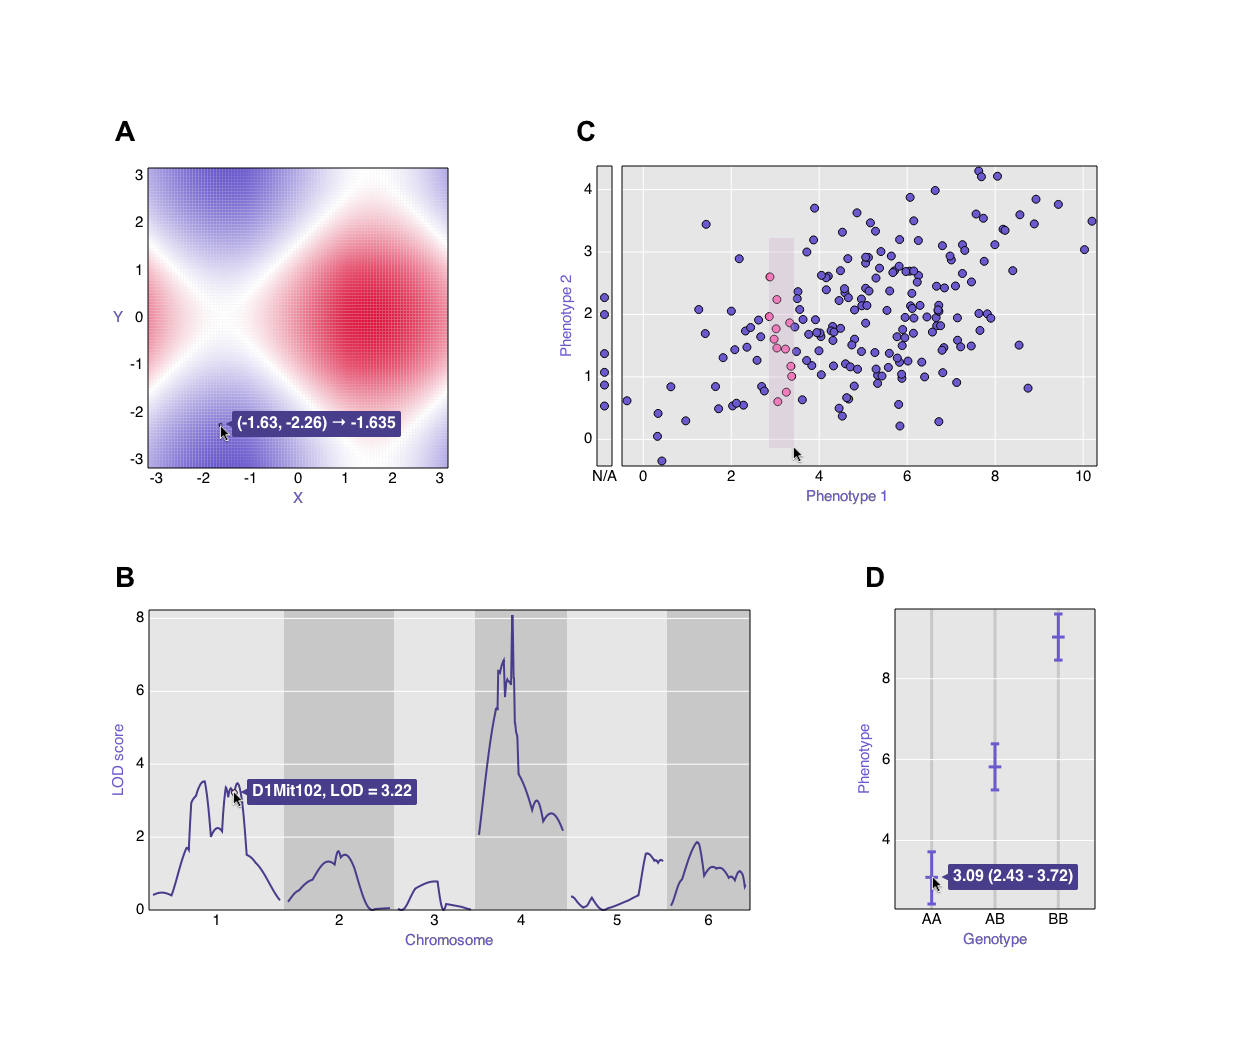 A
3
2
1
Y 0
-1
-2
-3
(-1.63, -2.26) → -1.635
-3 -2 -1 0 1 2 3
X
C
4
3
2
1
0
Phenotype 2
N/A 0 2 4 6 8 10
Phenotype 1
B
8
6
4
2
0
LOD score
D1Mit102, LOD = 3.22
1 2 3 4 5 6
Chromosome
D
8
6
4
Phenotype
3.09 (2.43 - 3.72)
AA AB BB
Genotype